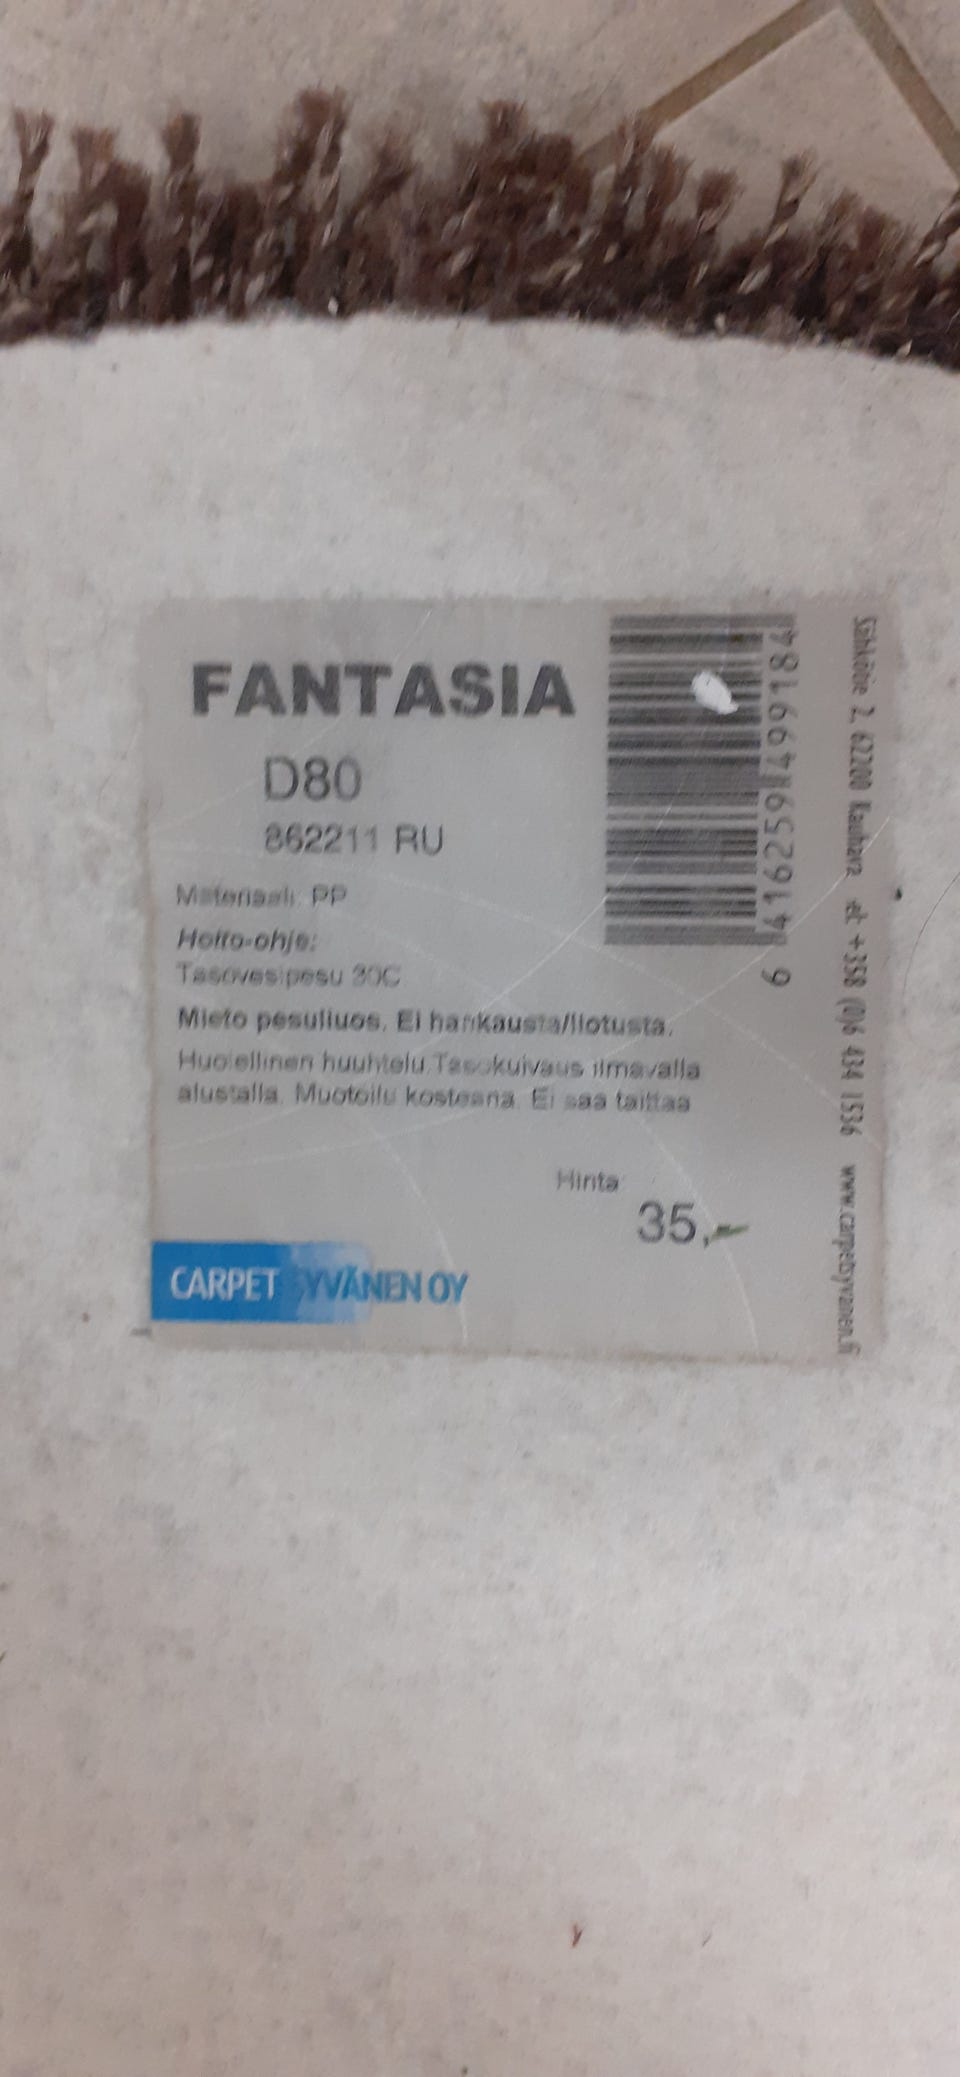 FANTASIA
D80
862211 RU
Materiaali: PP
Hoito-ohje:
Tasovesipesu 30C
Mieto pesuliuos. Ei hankausta/liotusta.
Huolellinen huuhtelu.Tasokuivaus ilmavalla
alustalla. Muotoilu kosteana. Ei saa taittaa
Hinta
35,-
CARPET SYVÄNEN OY
6 416259 499184
Sähkötie 2, 62200 Kauhava
+358 (0)6 434 1536
www.carpetsyvanen.fi